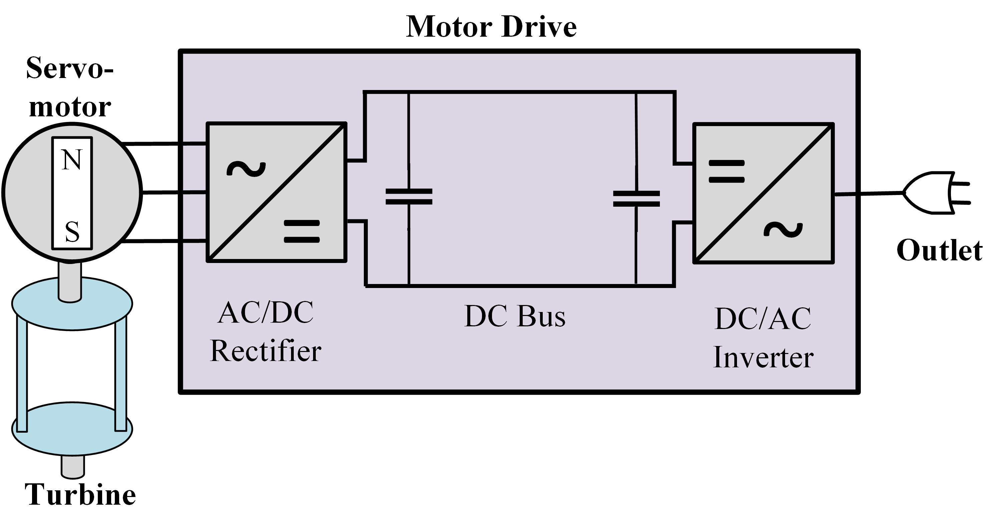 Motor Drive
Servo-
motor
N
S
~
=
=
~
Outlet
AC/DC
Rectifier
DC Bus
DC/AC
Inverter
Turbine